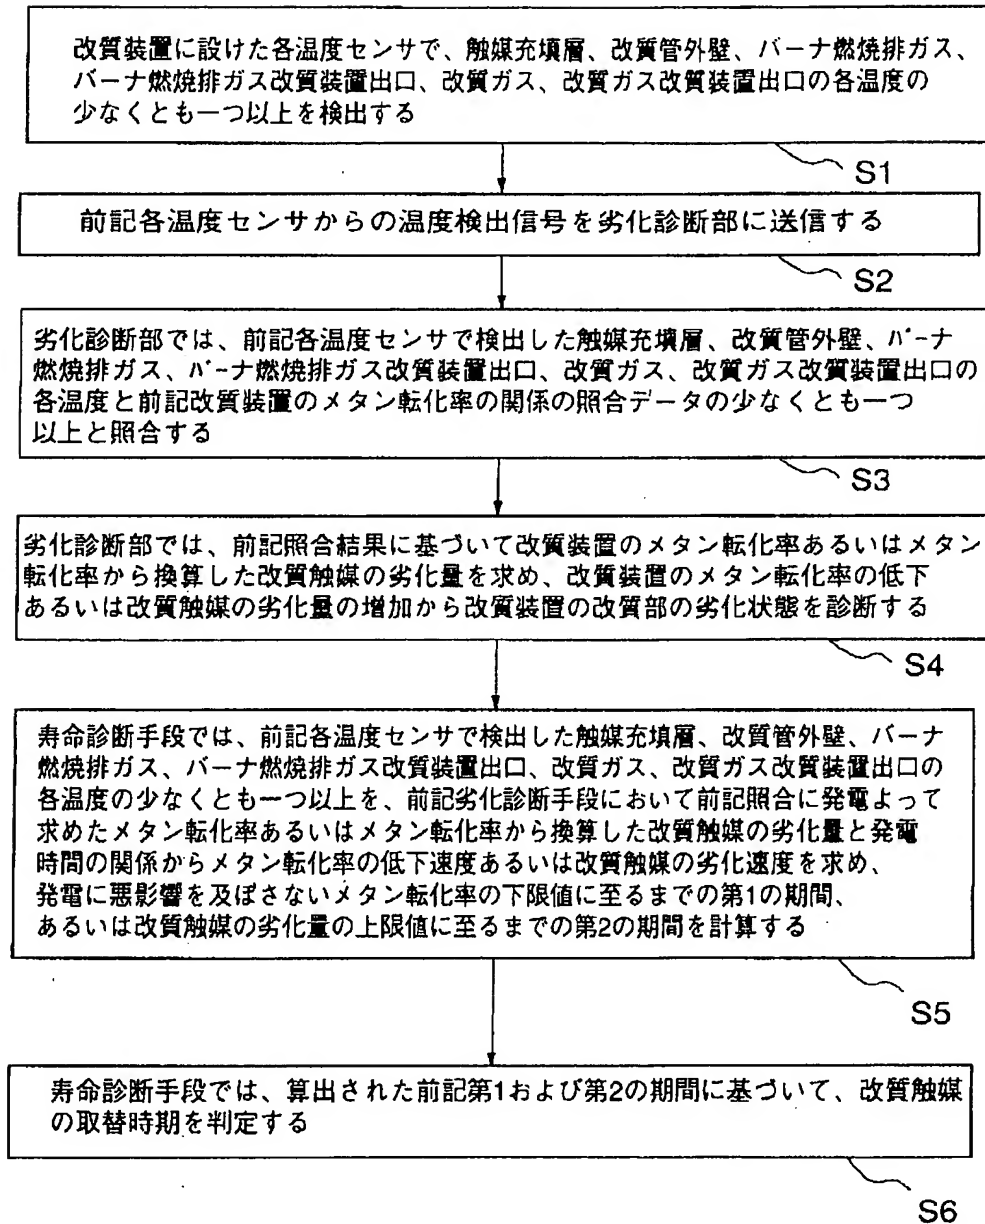 改質装置に設けた各温度センサで、触媒充填層、改質管外壁、バーナ燃焼排ガス、
バーナ燃焼排ガス改質装置出口、改質ガス、改質ガス改質装置出口の各温度の
少なくとも一つ以上を検出する
S1
前記各温度センサからの温度検出信号を劣化診断部に送信する
S2
劣化診断部では、前記各温度センサで検出した触媒充填層、改質管外壁、バーナ
燃焼排ガス、バーナ燃焼排ガス改質装置出口、改質ガス、改質ガス改質装置出口の
各温度と前記改質装置のメタン転化率の関係の照合データの少なくとも一つ
以上と照合する
S3
劣化診断部では、前記照合結果に基づいて改質装置のメタン転化率あるいはメタン
転化率から換算した改質触媒の劣化量を求め、改質装置のメタン転化率の低下
あるいは改質触媒の劣化量の増加から改質装置の改質部の劣化状態を診断する
S4
寿命診断手段では、前記各温度センサで検出した触媒充填層、改質管外壁、バーナ
燃焼排ガス、バーナ燃焼排ガス改質装置出口、改質ガス、改質ガス改質装置出口の
各温度の少なくとも一つ以上を、前記劣化診断手段において前記照合に発電よって
求めたメタン転化率あるいはメタン転化率から換算した改質触媒の劣化量と発電
時間の関係からメタン転化率の低下速度あるいは改質触媒の劣化速度を求め、
発電に悪影響を及ぼさないメタン転化率の下限値に至るまでの第1の期間、
あるいは改質触媒の劣化量の上限値に至るまでの第2の期間を計算する
S5
寿命診断手段では、算出された前記第1および第2の期間に基づいて、改質触媒
の取替時期を判定する
S6